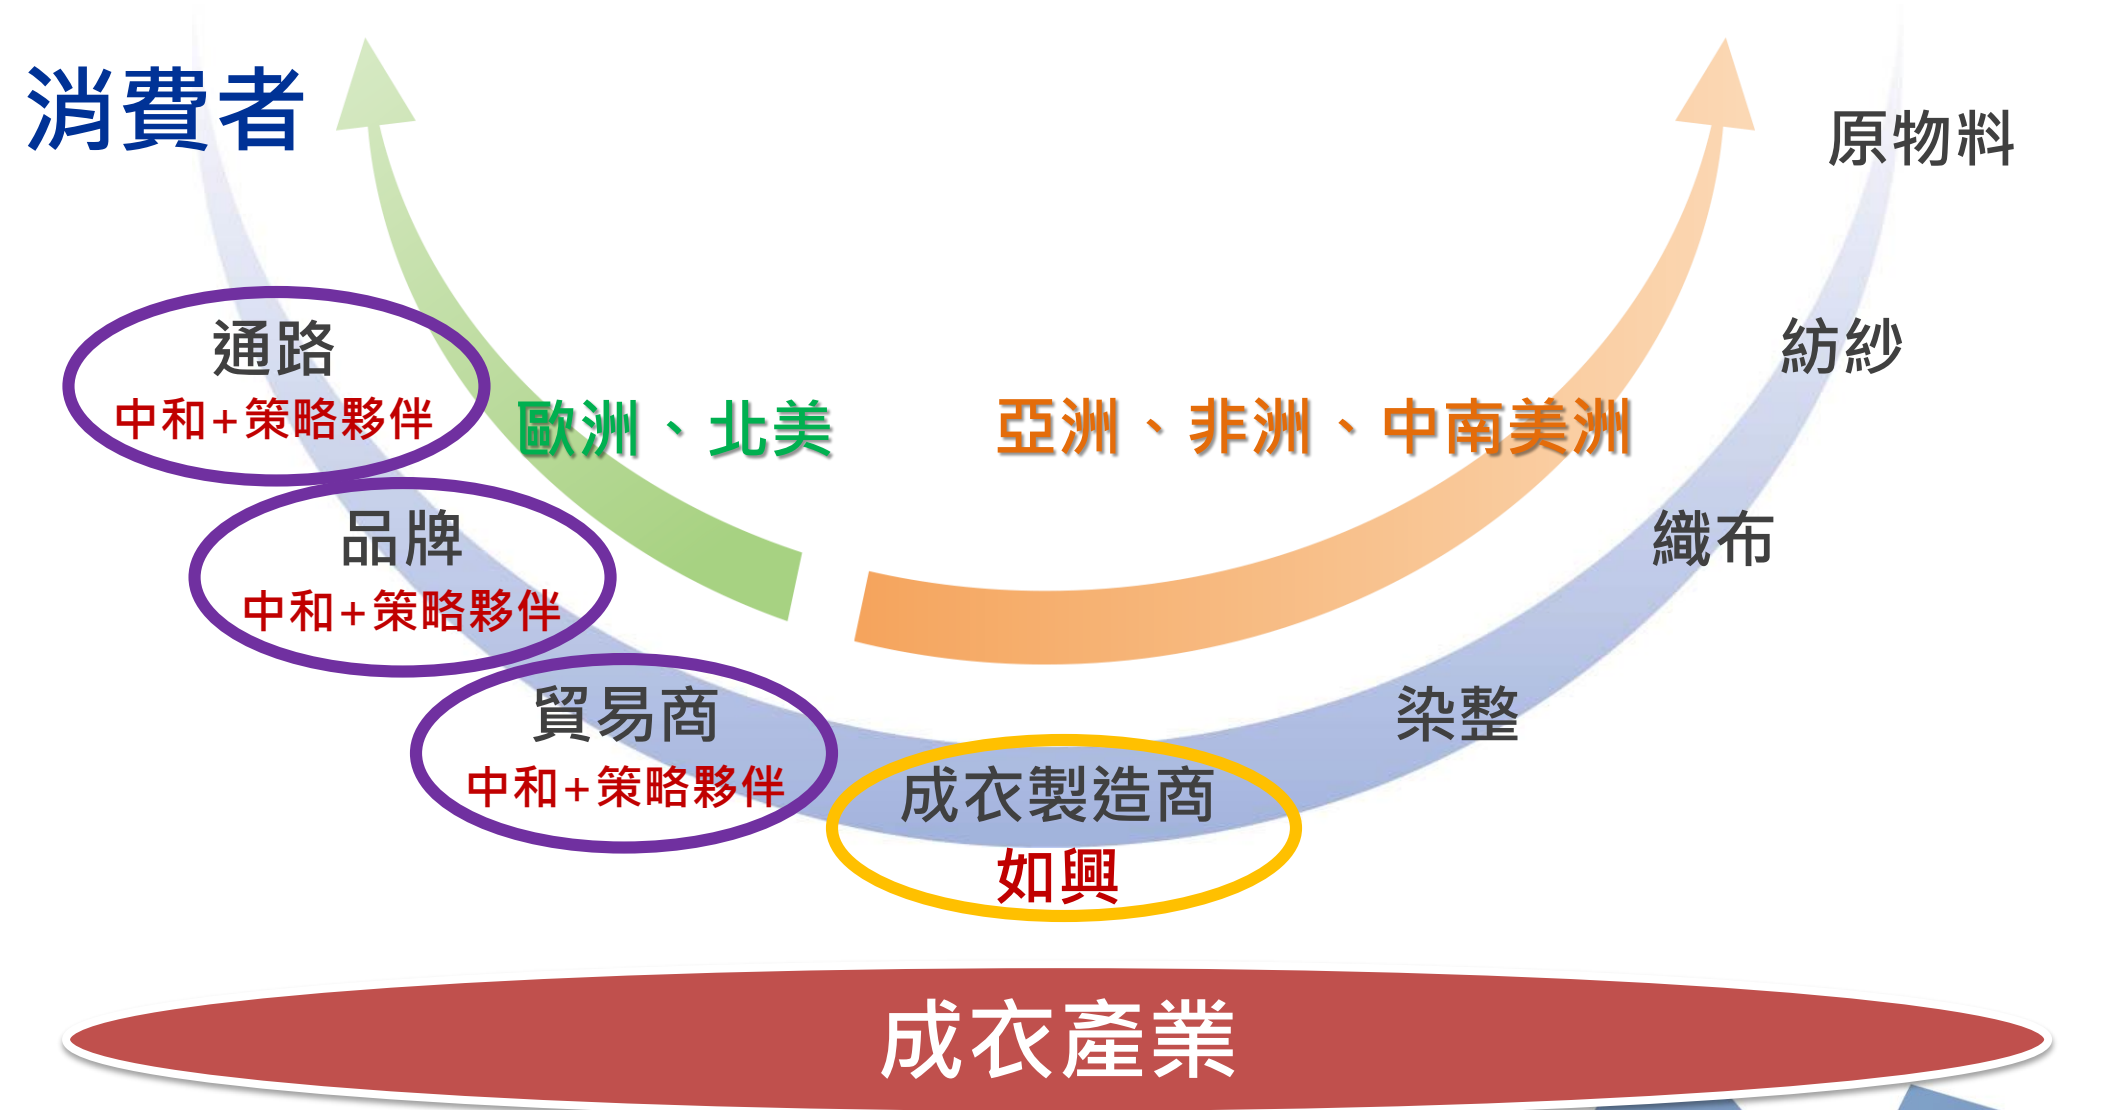 消費者
原物料
通路
中和+策略夥伴
紡紗
歐洲、北美
亞洲、非洲、中南美洲
品牌
中和+策略夥伴
織布
貿易商
中和+策略夥伴
染整
成衣製造商
如興
成衣產業